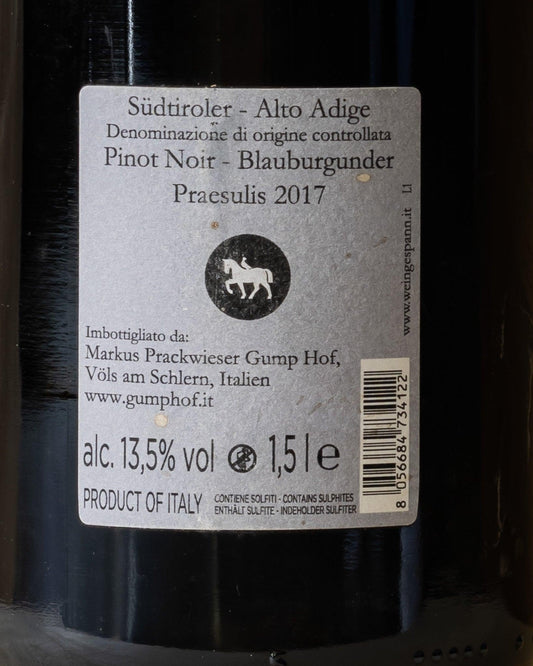 Südtiroler - Alto Adige
Denominazione di origine controllata
Pinot Noir - Blauburgunder
Praesulis 2017
www.weingespann.it L1
Imbottigliato da:
Markus Prackwieser Gump Hof,
Völs am Schlern, Italien
www.gumphof.it
alc. 13,5% vol 1,5 l e
PRODUCT OF ITALY
CONTIENE SOLFITI - CONTAINS SULPHITES
ENTHÄLT SULFITE - INDEHOLDER SULFITER
8 056684 734122